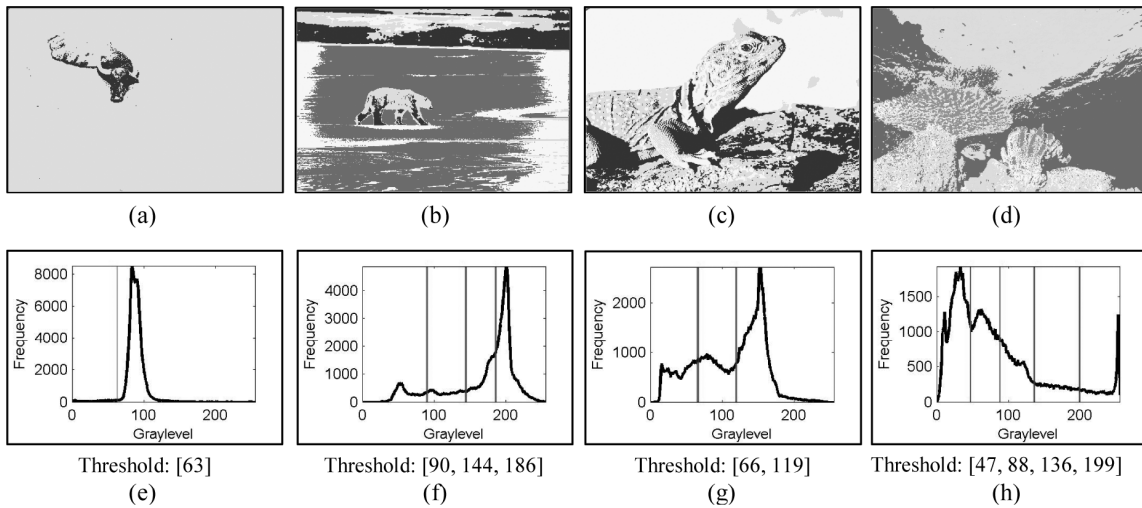 (a)
(b)
(c)
(d)
8000
6000
4000
2000
0
0
100
200
Frequency
Graylevel
4000
3000
2000
1000
0
0
100
200
Frequency
Graylevel
2000
1000
0
0
100
200
Frequency
Graylevel
1500
1000
500
0
0
100
200
Frequency
Graylevel
Threshold: [63]
Threshold: [90, 144, 186]
Threshold: [66, 119]
Threshold: [47, 88, 136, 199]
(e)
(f)
(g)
(h)